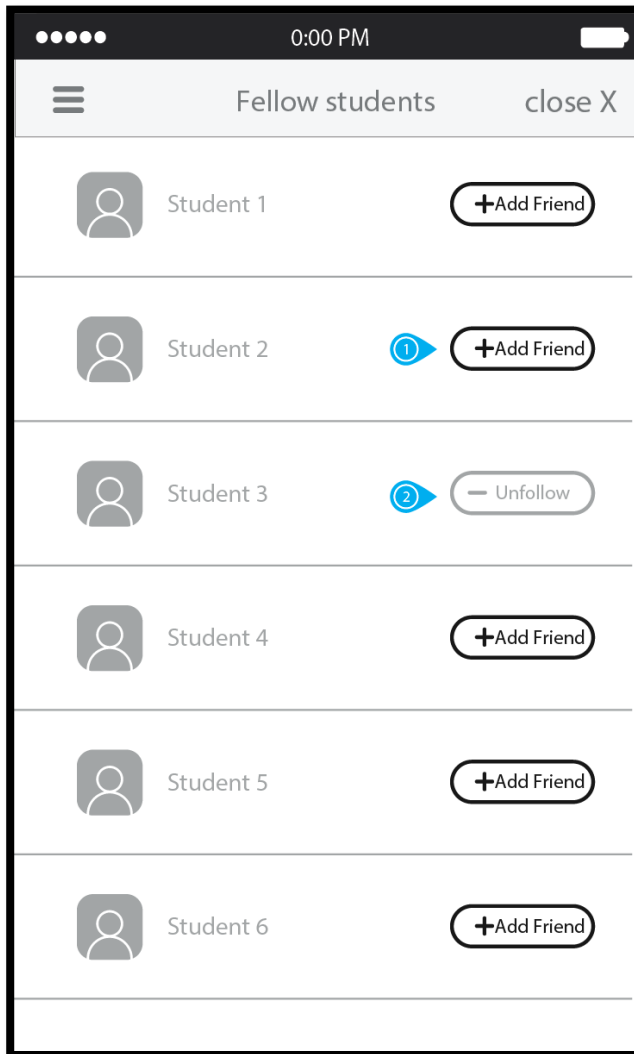 0:00 PM
Fellow students close X
Student 1 +Add Friend
Student 2 1 +Add Friend
Student 3 2 − Unfollow
Student 4 +Add Friend
Student 5 +Add Friend
Student 6 +Add Friend